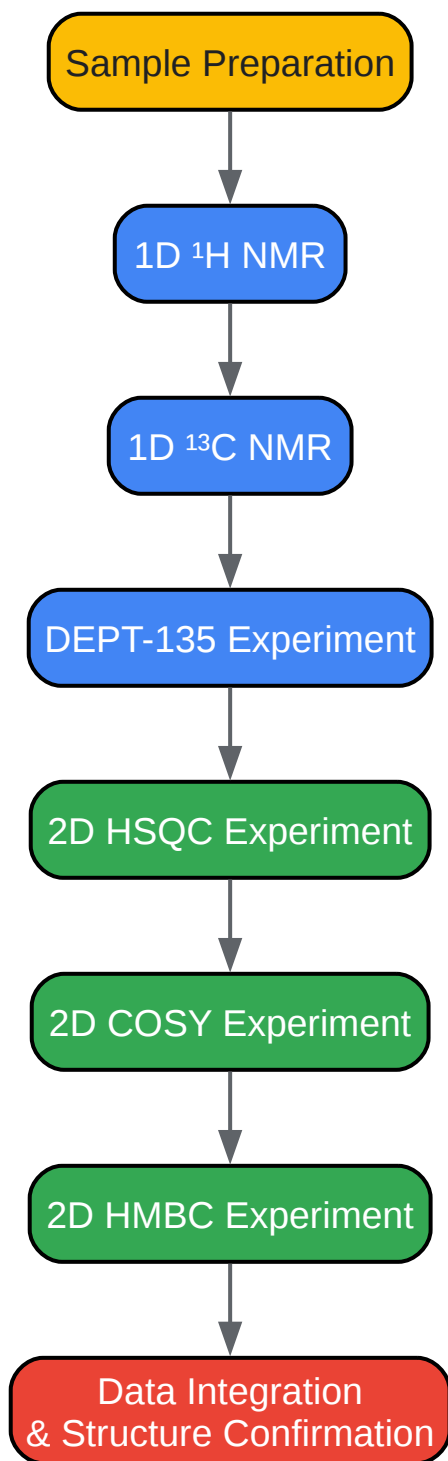 Sample Preparation
1D ¹H NMR
1D ¹³C NMR
DEPT-135 Experiment
2D HSQC Experiment
2D COSY Experiment
2D HMBC Experiment
Data Integration
& Structure Confirmation